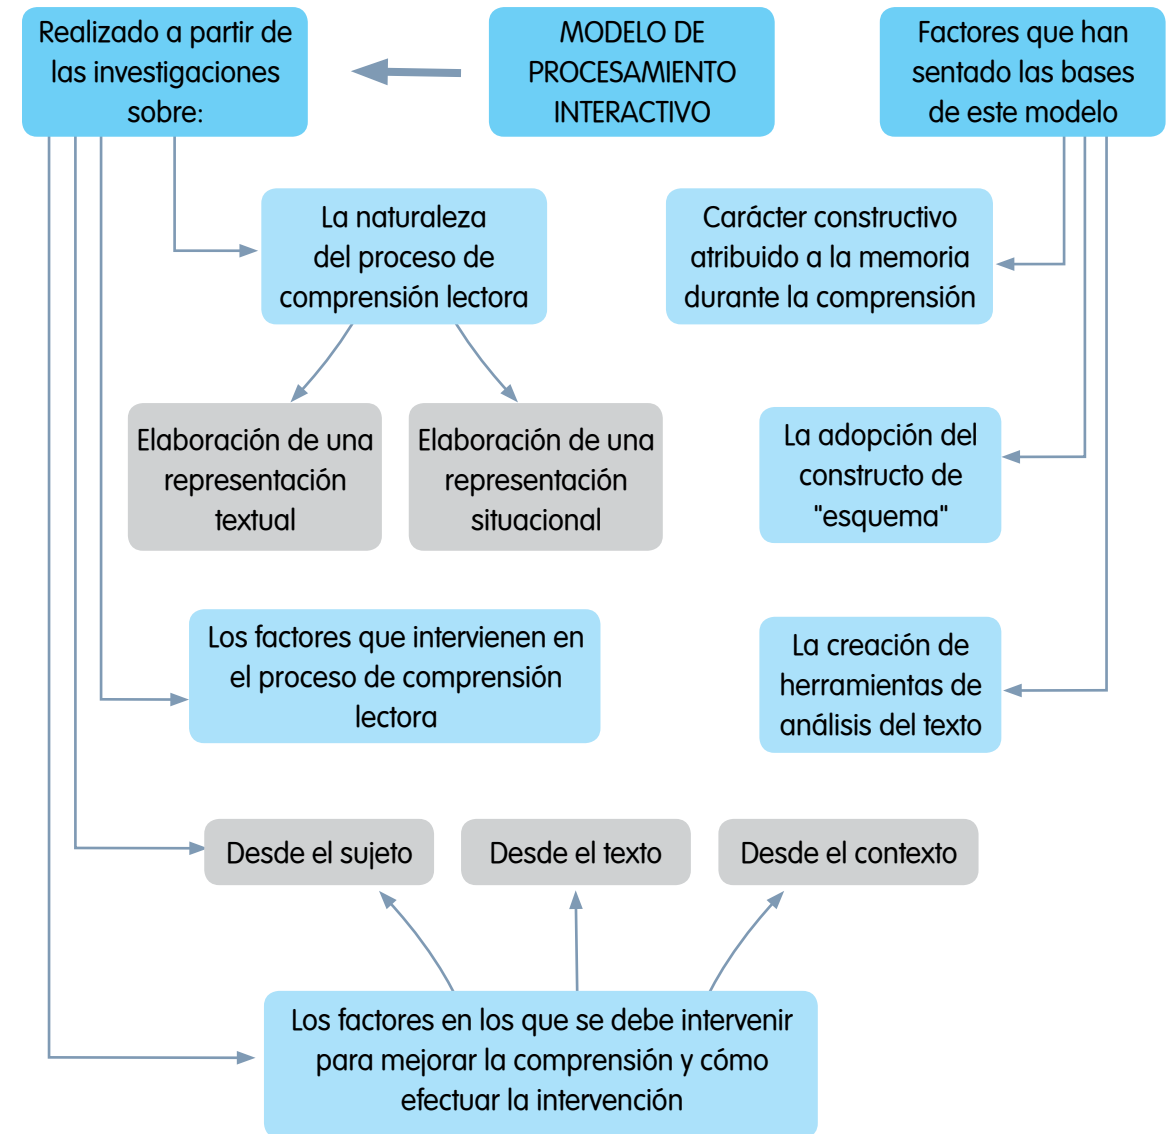 Realizado a partir de
las investigaciones
sobre:
MODELO DE
PROCESAMIENTO
INTERACTIVO
Factores que han
sentado las bases
de este modelo
La naturaleza
del proceso de
comprensión lectora
Carácter constructivo
atribuido a la memoria
durante la comprensión
Elaboración de una
representación
textual
Elaboración de una
representación
situacional
La adopción del
constructo de
"esquema"
Los factores que intervienen en
el proceso de comprensión
lectora
La creación de
herramientas de
análisis del texto
Desde el sujeto
Desde el texto
Desde el contexto
Los factores en los que se debe intervenir
para mejorar la comprensión y cómo
efectuar la intervención